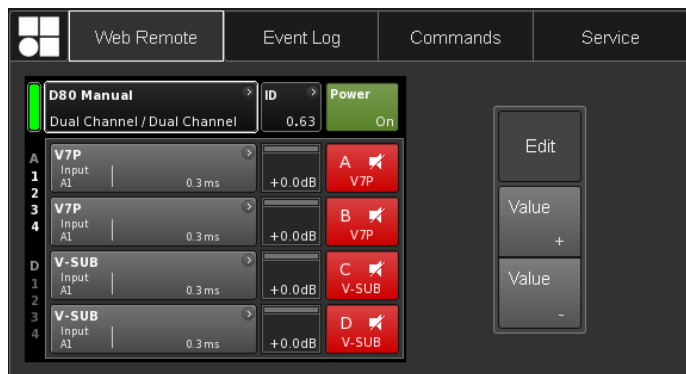 Web Remote
Event Log
Commands
Service
D80 Manual
Dual Channel / Dual Channel
ID
0.63
Power
On
A
1
2
3
4
D
1
2
3
4
V7P
Input
A1
0.3 ms
+0.0dB
A
V7P
V7P
Input
A1
0.3 ms
+0.0dB
B
V7P
V-SUB
Input
A1
0.3 ms
+0.0dB
C
V-SUB
V-SUB
Input
A1
0.3 ms
+0.0dB
D
V-SUB
Edit
Value
+
Value
-